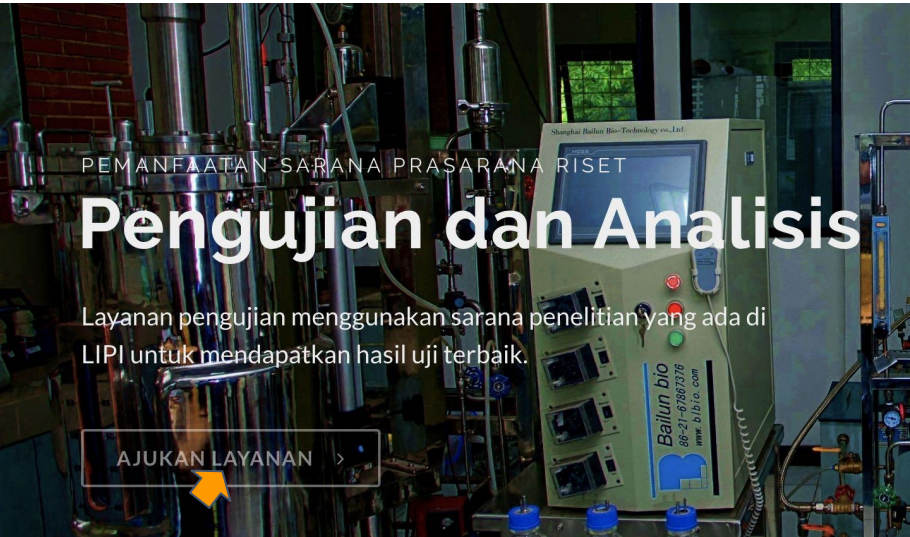 Shanghai Bailun Bio-Technology co.,Ltd
PEMANFAATAN SARANA PRASARANA RISET
Pengujian dan Analisis
Layanan pengujian menggunakan sarana penelitian yang ada di
LIPI untuk mendapatkan hasil uji terbaik.
Bailun bio
86-21-67867376
www. blbio. com
AJUKAN LAYANAN >